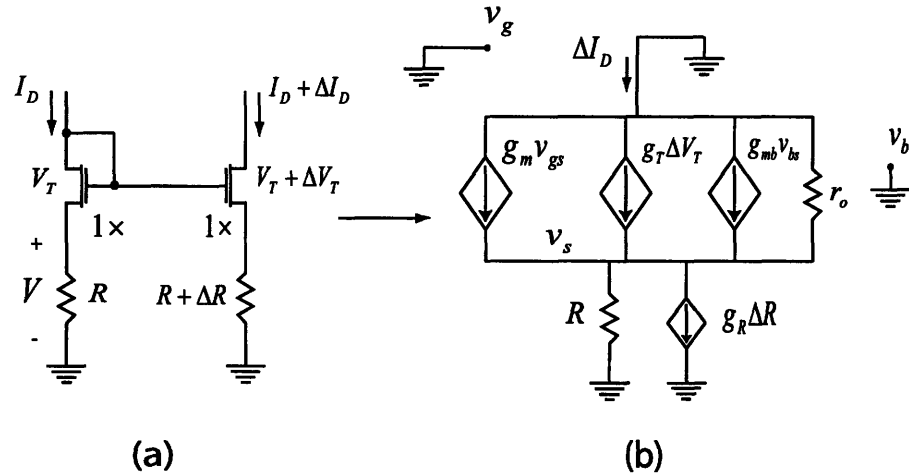 I_D
I_D + ΔI_D
V_T
V_T + ΔV_T
1×
1×
+
V
-
R
R + ΔR
(a)
v_g
ΔI_D
g_m v_gs
g_T ΔV_T
g_mb v_bs
r_o
v_b
v_s
R
g_R ΔR
(b)